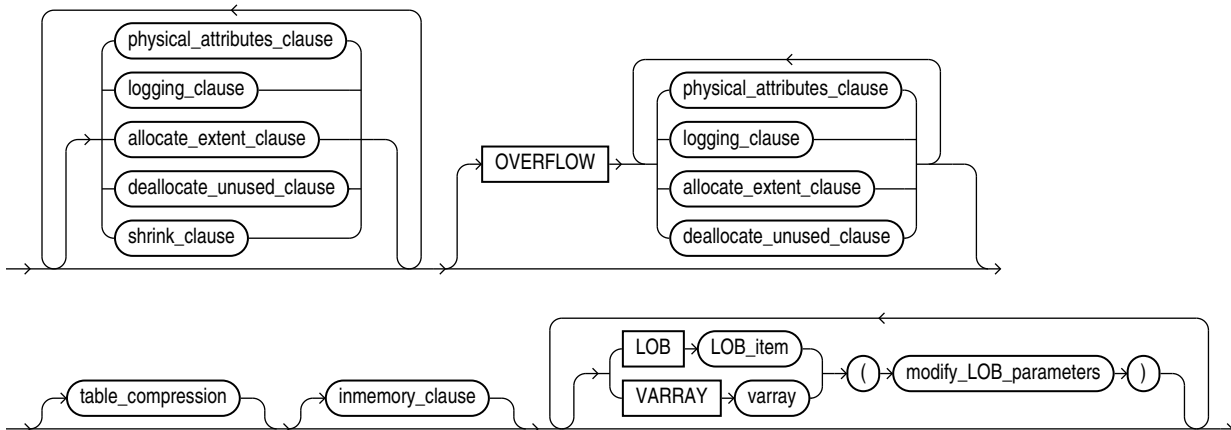 physical_attributes_clause
logging_clause
allocate_extent_clause
deallocate_unused_clause
shrink_clause
OVERFLOW
physical_attributes_clause
logging_clause
allocate_extent_clause
deallocate_unused_clause
table_compression
inmemory_clause
LOB LOB_item
VARRAY varray
( modify_LOB_parameters )